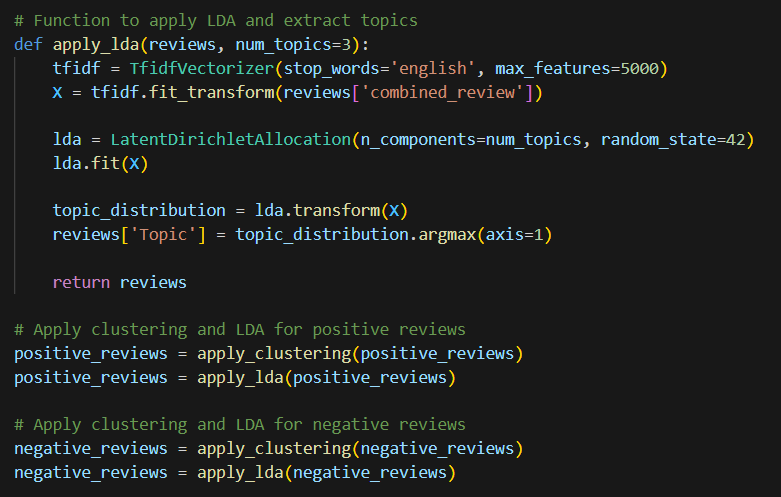 # Function to apply LDA and extract topics
def apply_lda(reviews, num_topics=3):
    tfidf = TfidfVectorizer(stop_words='english', max_features=5000)
    X = tfidf.fit_transform(reviews['combined_review'])
    lda = LatentDirichletAllocation(n_components=num_topics, random_state=42)
    lda.fit(X)
    topic_distribution = lda.transform(X)
    reviews['Topic'] = topic_distribution.argmax(axis=1)
    return reviews
# Apply clustering and LDA for positive reviews
positive_reviews = apply_clustering(positive_reviews)
positive_reviews = apply_lda(positive_reviews)
# Apply clustering and LDA for negative reviews
negative_reviews = apply_clustering(negative_reviews)
negative_reviews = apply_lda(negative_reviews)